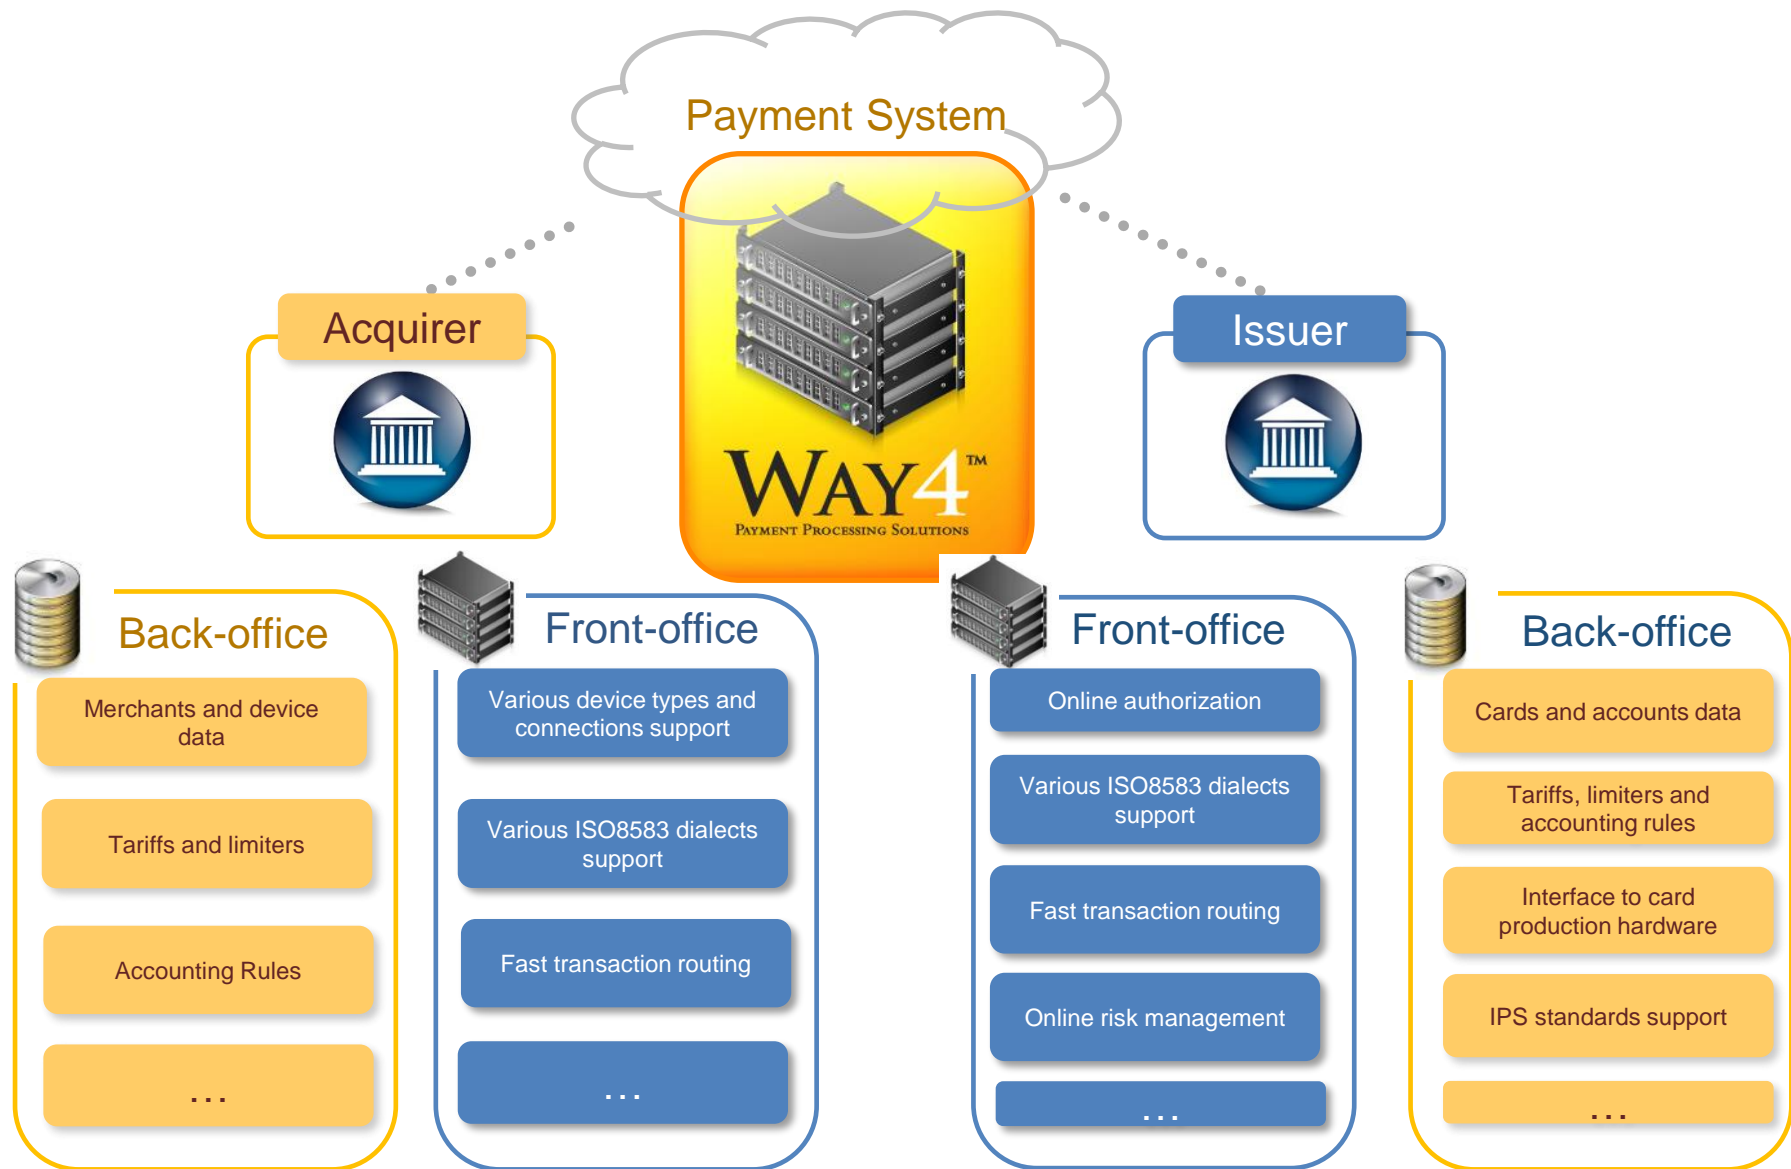 Payment System
Acquirer
Issuer
WAY4™
PAYMENT PROCESSING SOLUTIONS
Back-office
Merchants and device
data
Tariffs and limiters
Accounting Rules
...
Front-office
Various device types and
connections support
Various ISO8583 dialects
support
Fast transaction routing
...
Front-office
Online authorization
Various ISO8583 dialects
support
Fast transaction routing
Online risk management
...
Back-office
Cards and accounts data
Tariffs, limiters and
accounting rules
Interface to card
production hardware
IPS standards support
...